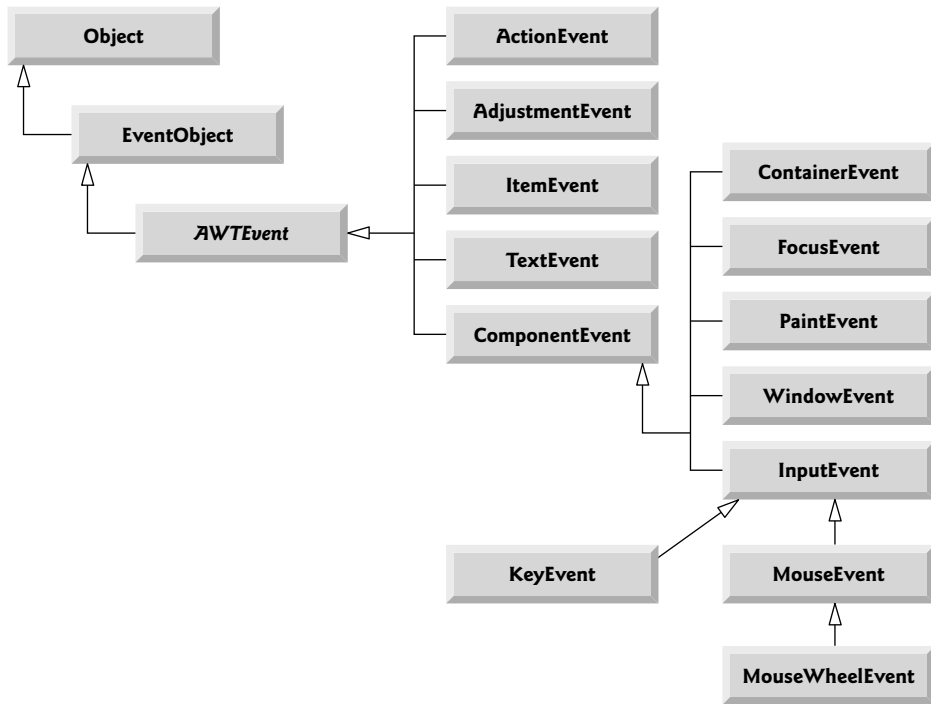 Object
EventObject
AWTEvent
ActionEvent
AdjustmentEvent
ItemEvent
TextEvent
ComponentEvent
ContainerEvent
FocusEvent
PaintEvent
WindowEvent
InputEvent
KeyEvent
MouseEvent
MouseWheelEvent